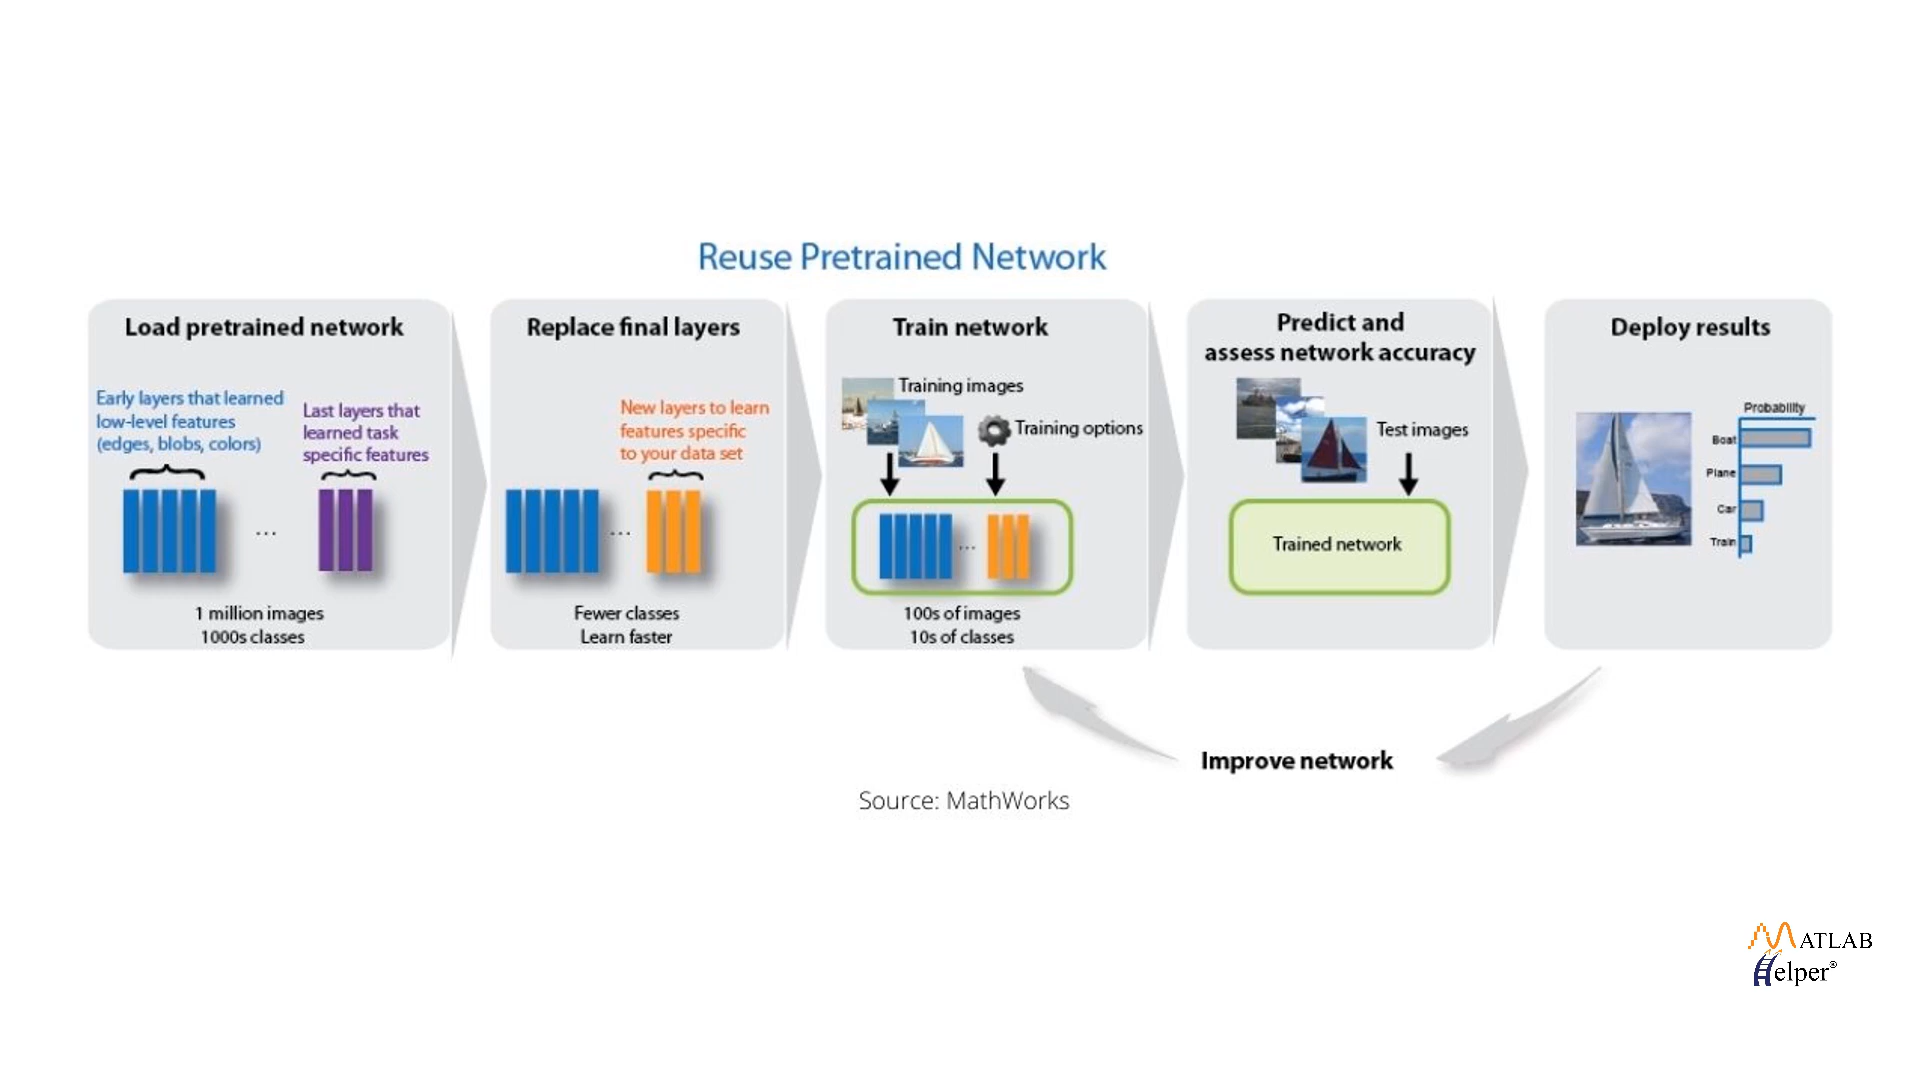 Reuse Pretrained Network
Load pretrained network
Early layers that learned
low-level features
(edges, blobs, colors)
Last layers that
learned task
specific features
...
1 million images
1000s classes
Replace final layers
New layers to learn
features specific
to your data set
...
Fewer classes
Learn faster
Train network
Training images
Training options
...
100s of images
10s of classes
Predict and
assess network accuracy
Test images
Trained network
Deploy results
Probability
Boat
Plane
Car
Train
Improve network
Source: MathWorks
MATLAB
Helper®